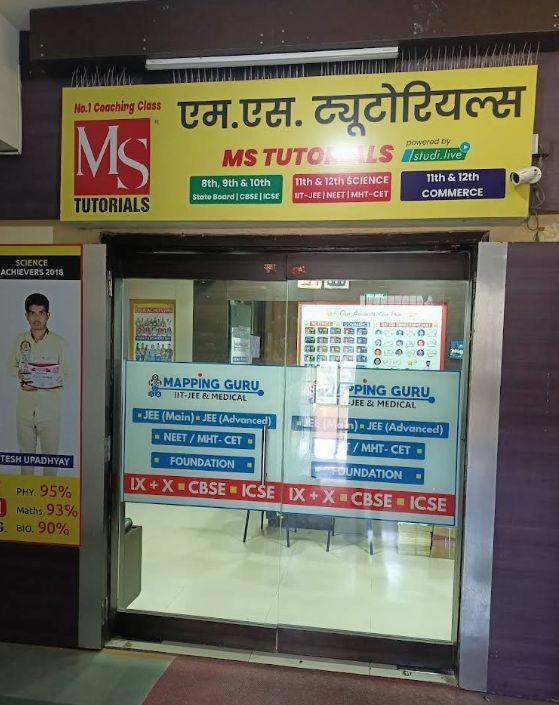 No.1 Coaching Class
MS
TUTORIALS
एम.एस. ट्यूटोरियल्स
MS TUTORIALS
powered by
studi.live
8th, 9th & 10th
State Board | CBSE | ICSE
11th & 12th SCIENCE
IIT-JEE | NEET | MHT-CET
11th & 12th
COMMERCE
SCIENCE
ACHIEVERS 2018
TESH UPADHYAY
PHY. 95%
Maths 93%
BIO. 90%
MAPPING GURU
IIT-JEE & MEDICAL
JEE (Main) ▪ JEE (Advanced)
NEET / MHT- CET
FOUNDATION
IX + X ▪ CBSE ▪ ICSE
PPING GURU
JEE & MEDICAL
JEE (Main) ▪ JEE (Advanced)
/ MHT- CET
FOUNDATION
IX + X ▪ CBSE ▪ ICSE